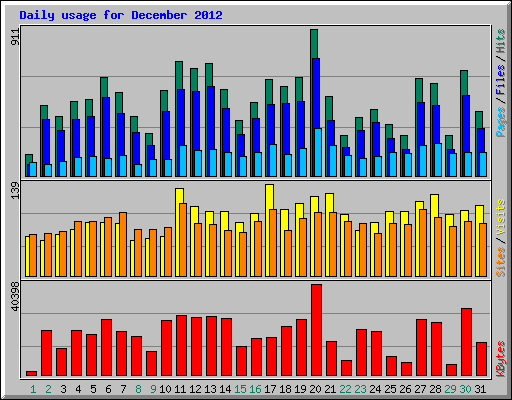 Daily usage for December 2012
911
Pages / Files / Hits
139
Sites / Visits
40398
KBytes
1 2 3 4 5 6 7 8 9 10 11 12 13 14 15 16 17 18 19 20 21 22 23 24 25 26 27 28 29 30 31